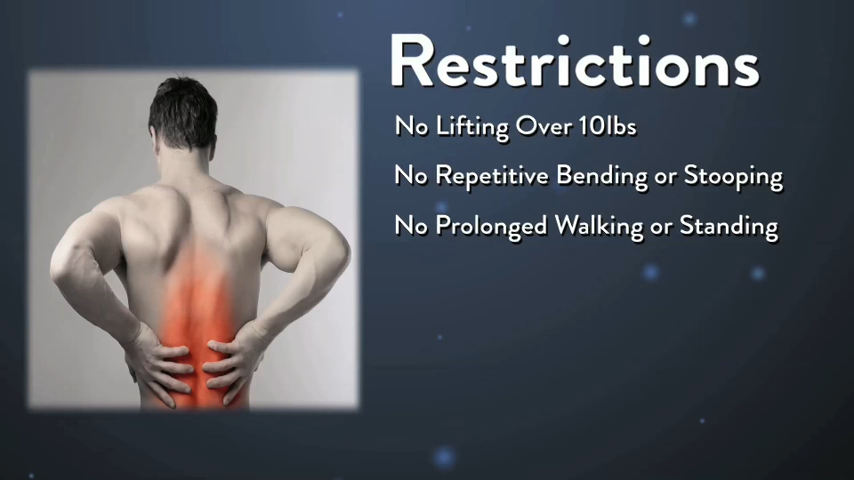 Restrictions
No Lifting Over 10lbs
No Repetitive Bending or Stooping
No Prolonged Walking or Standing